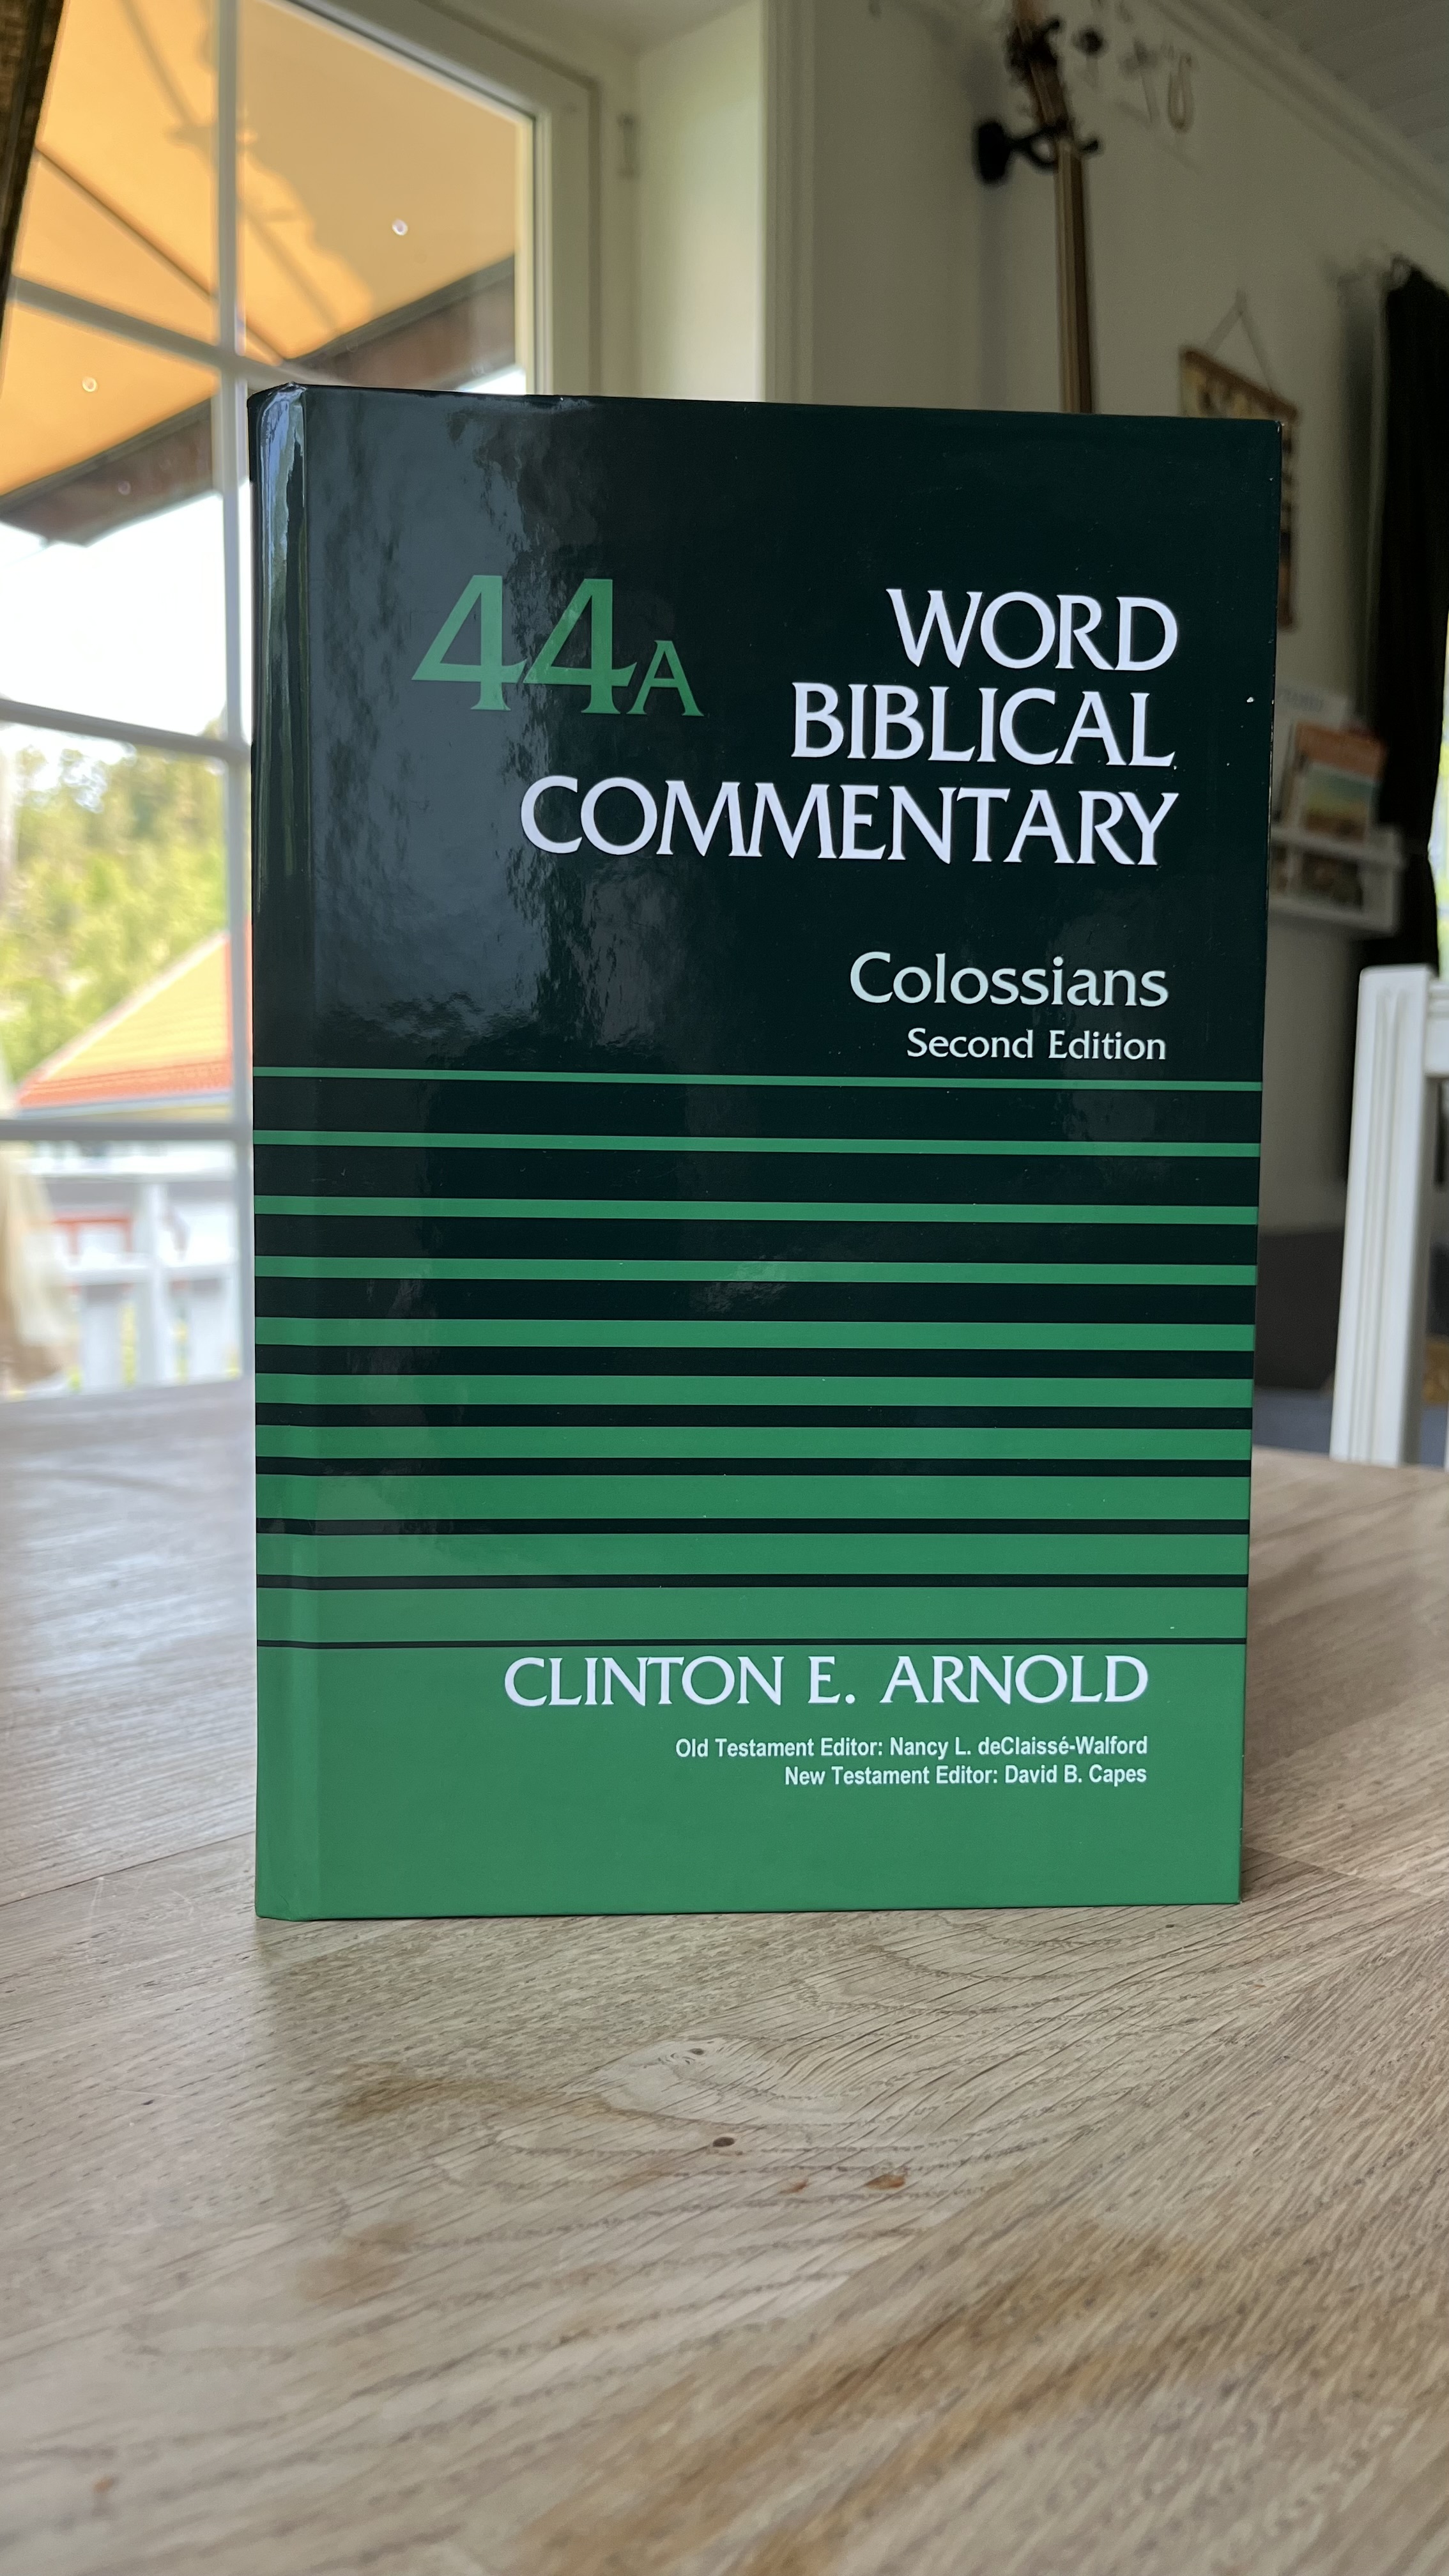 44A
WORD
BIBLICAL
COMMENTARY
Colossians
Second Edition
CLINTON E. ARNOLD
Old Testament Editor: Nancy L. deClaissé-Walford
New Testament Editor: David B. Capes